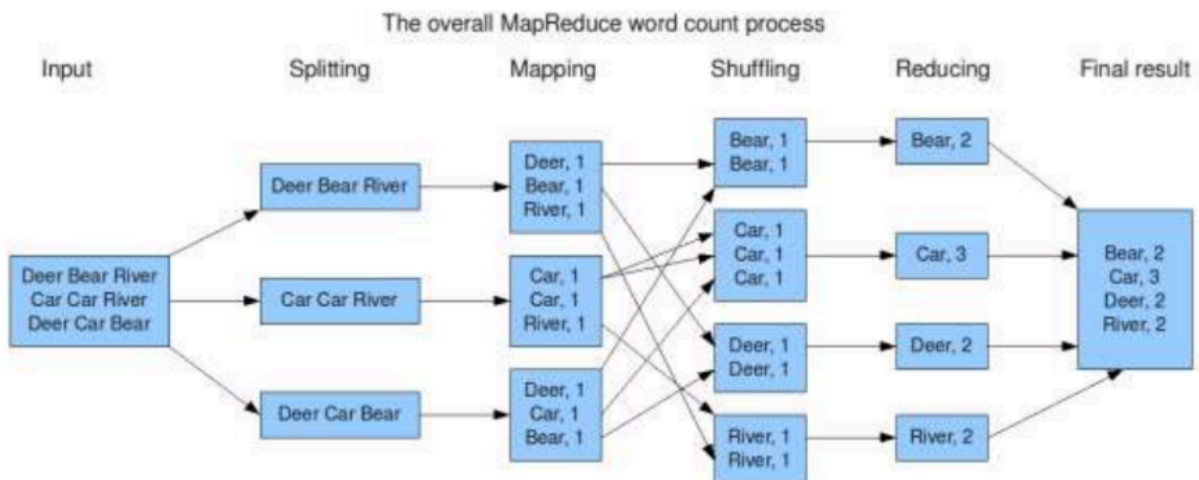 The overall MapReduce word count process
Input
Splitting
Mapping
Shuffling
Reducing
Final result
Deer Bear River
Car Car River
Deer Car Bear
Deer Bear River
Car Car River
Deer Car Bear
Deer, 1
Bear, 1
River, 1
Car, 1
Car, 1
River, 1
Deer, 1
Car, 1
Bear, 1
Bear, 1
Bear, 1
Car, 1
Car, 1
Car, 1
Deer, 1
Deer, 1
River, 1
River, 1
Bear, 2
Car, 3
Deer, 2
River, 2
Bear, 2
Car, 3
Deer, 2
River, 2